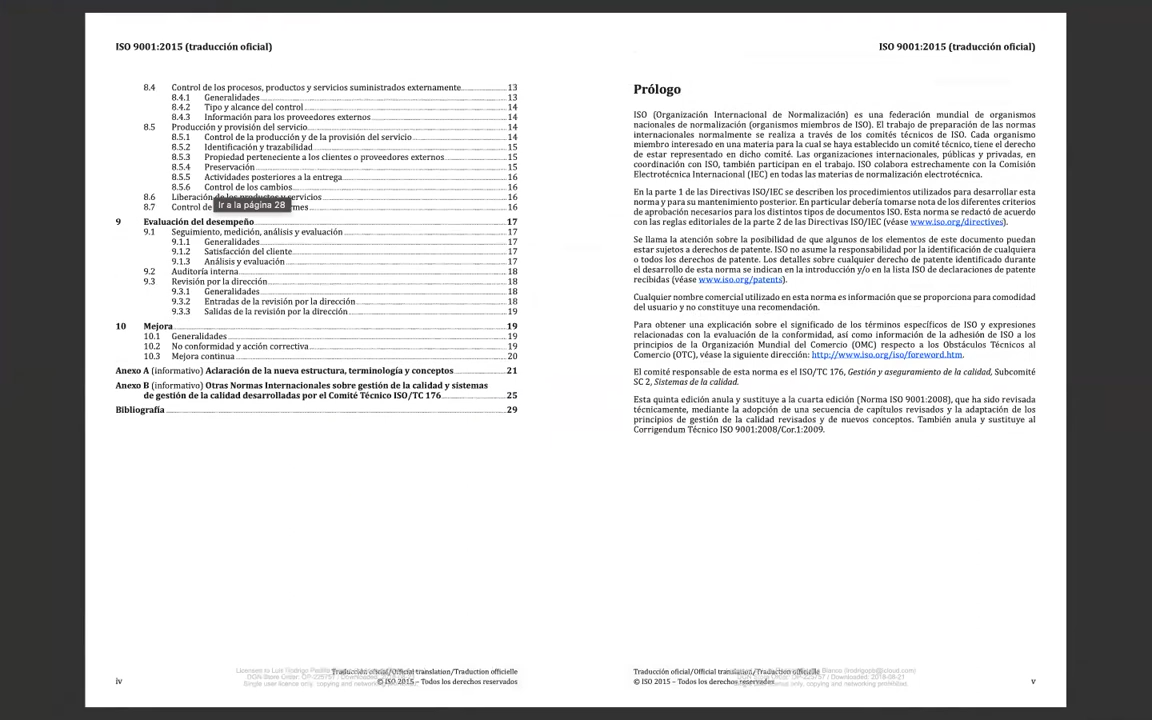 ISO 9001:2015 (traducción oficial)
8.4 Control de los procesos, productos y servicios suministrados externamente 13
8.4.1 Generalidades 13
8.4.2 Tipo y alcance del control 14
8.4.3 Información para los proveedores externos 14
8.5 Producción y provisión del servicio 14
8.5.1 Control de la producción y de la provisión del servicio 14
8.5.2 Identificación y trazabilidad 15
8.5.3 Propiedad perteneciente a los clientes o proveedores externos 15
8.5.4 Preservación 15
8.5.5 Actividades posteriores a la entrega 16
8.5.6 Control de los cambios 16
8.6 Liberación de los productos y servicios 16
Ir a la página 28
8.7 Control de 16
9 Evaluación del desempeño 17
9.1 Seguimiento, medición, análisis y evaluación 17
9.1.1 Generalidades 17
9.1.2 Satisfacción del cliente 17
9.1.3 Análisis y evaluación 17
9.2 Auditoría interna 18
9.3 Revisión por la dirección 18
9.3.1 Generalidades 18
9.3.2 Entradas de la revisión por la dirección 18
9.3.3 Salidas de la revisión por la dirección 19
10 Mejora 19
10.1 Generalidades 19
10.2 No conformidad y acción correctiva 19
10.3 Mejora continua 20
Anexo A (informativo) Aclaración de la nueva estructura, terminología y conceptos 21
Anexo B (informativo) Otras Normas Internacionales sobre gestión de la calidad y sistemas
de gestión de la calidad desarrolladas por el Comité Técnico ISO/TC 176 25
Bibliografía 29
Traducción oficial/Official translation/Traduction officielle
iv © ISO 2015 – Todos los derechos reservados
ISO 9001:2015 (traducción oficial)
Prólogo
ISO (Organización Internacional de Normalización) es una federación mundial de organismos
nacionales de normalización (organismos miembros de ISO). El trabajo de preparación de las normas
internacionales normalmente se realiza a través de los comités técnicos de ISO. Cada organismo
miembro interesado en una materia para la cual se haya establecido un comité técnico, tiene el derecho
de estar representado en dicho comité. Las organizaciones internacionales, públicas y privadas, en
coordinación con ISO, también participan en el trabajo. ISO colabora estrechamente con la Comisión
Electrotécnica Internacional (IEC) en todas las materias de normalización electrotécnica.
En la parte 1 de las Directivas ISO/IEC se describen los procedimientos utilizados para desarrollar esta
norma y para su mantenimiento posterior. En particular debería tomarse nota de los diferentes criterios
de aprobación necesarios para los distintos tipos de documentos ISO. Esta norma se redactó de acuerdo
con las reglas editoriales de la parte 2 de las Directivas ISO/IEC (véase www.iso.org/directives).
Se llama la atención sobre la posibilidad de que algunos de los elementos de este documento puedan
estar sujetos a derechos de patente. ISO no asume la responsabilidad por la identificación de cualquiera
o todos los derechos de patente. Los detalles sobre cualquier derecho de patente identificado durante
el desarrollo de esta norma se indican en la introducción y/o en la lista ISO de declaraciones de patente
recibidas (véase www.iso.org/patents).
Cualquier nombre comercial utilizado en esta norma es información que se proporciona para comodidad
del usuario y no constituye una recomendación.
Para obtener una explicación sobre el significado de los términos específicos de ISO y expresiones
relacionadas con la evaluación de la conformidad, así como información de la adhesión de ISO a los
principios de la Organización Mundial del Comercio (OMC) respecto a los Obstáculos Técnicos al
Comercio (OTC), véase la siguiente dirección: http://www.iso.org/iso/foreword.htm.
El comité responsable de esta norma es el ISO/TC 176, Gestión y aseguramiento de la calidad, Subcomité
SC 2, Sistemas de la calidad.
Esta quinta edición anula y sustituye a la cuarta edición (Norma ISO 9001:2008), que ha sido revisada
técnicamente, mediante la adopción de una secuencia de capítulos revisados y la adaptación de los
principios de gestión de la calidad revisados y de nuevos conceptos. También anula y sustituye al
Corrigendum Técnico ISO 9001:2008/Cor.1:2009.
Traducción oficial/Official translation/Traduction officielle
© ISO 2015 – Todos los derechos reservados v